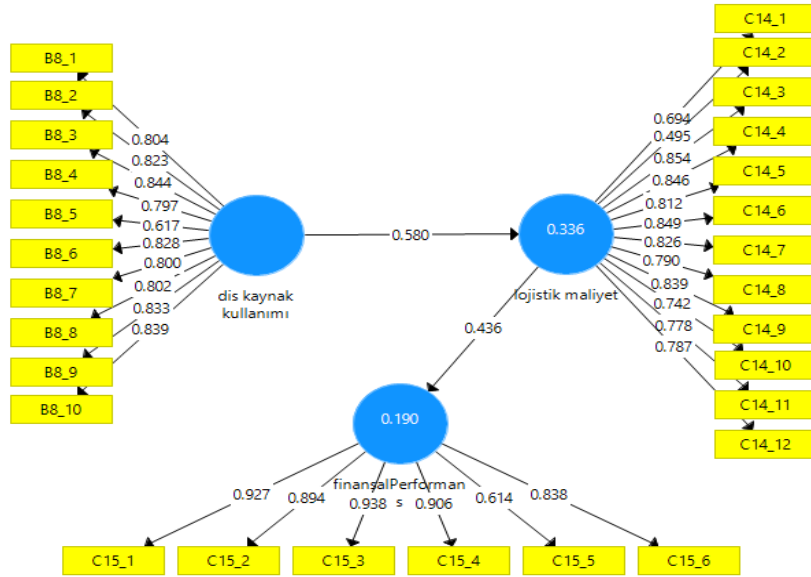 B8_1
B8_2
B8_3
B8_4
B8_5
B8_6
B8_7
B8_8
B8_9
B8_10
0.804
0.823
0.844
0.797
0.617
0.828
0.800
0.802
0.833
0.839
dis kaynak
kullanımı
0.580
0.336
lojistik maliyet
0.694
0.495
0.854
0.846
0.812
0.849
0.826
0.790
0.839
0.742
0.778
0.787
C14_1
C14_2
C14_3
C14_4
C14_5
C14_6
C14_7
C14_8
C14_9
C14_10
C14_11
C14_12
0.436
0.190
finansalPerforman
s
0.927
0.894
0.938
0.906
0.614
0.838
C15_1
C15_2
C15_3
C15_4
C15_5
C15_6